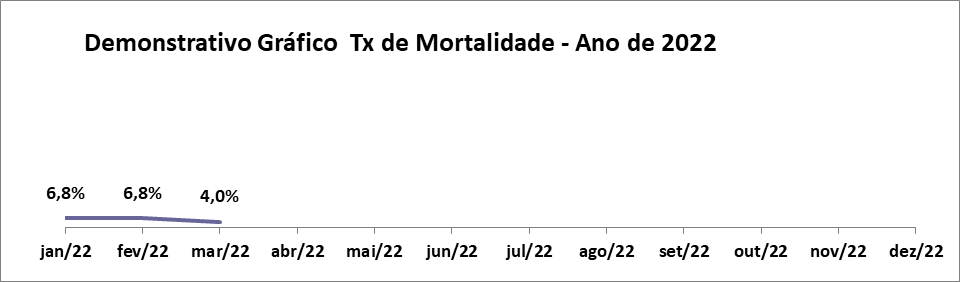 Demonstrativo Gráfico  Tx de Mortalidade - Ano de 2022
6,8% 6,8% 4,0%
jan/22 fev/22 mar/22 abr/22 mai/22 jun/22 jul/22 ago/22 set/22 out/22 nov/22 dez/22